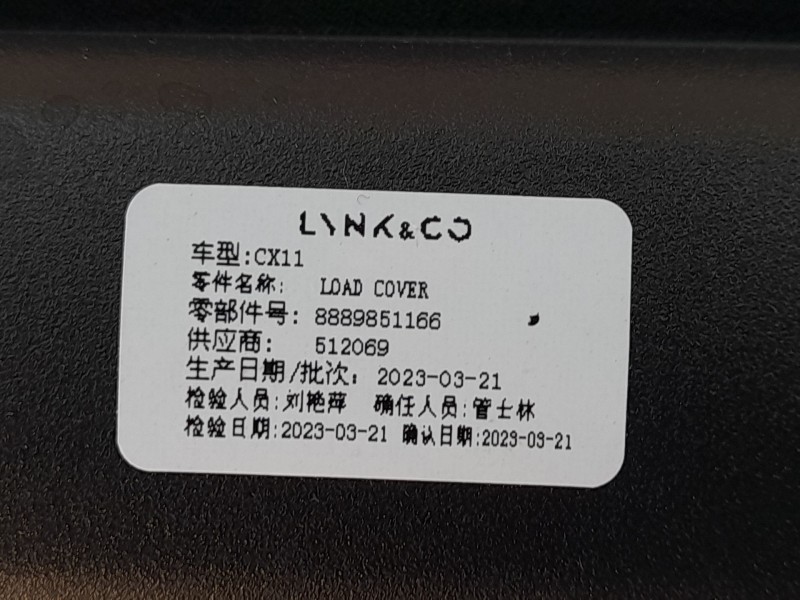 LYNK&CO
车型:CX11
零件名称: LOAD COVER
零部件号: 8889851166
供应商: 512069
生产日期/批次: 2023-03-21
检验人员:刘艳萍 确任人员:管士林
检验日期:2023-03-21 确认日期:2023-03-21